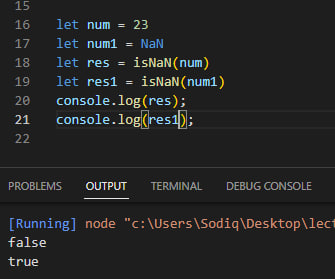 15
16 let num = 23
17 let num1 = NaN
18 let res = isNaN(num)
19 let res1 = isNaN(num1)
20 console.log(res);
21 console.log(res1);
22
PROBLEMS OUTPUT TERMINAL DEBUG CONSOLE
[Running] node "c:\Users\Sodiq\Desktop\lect
false
true